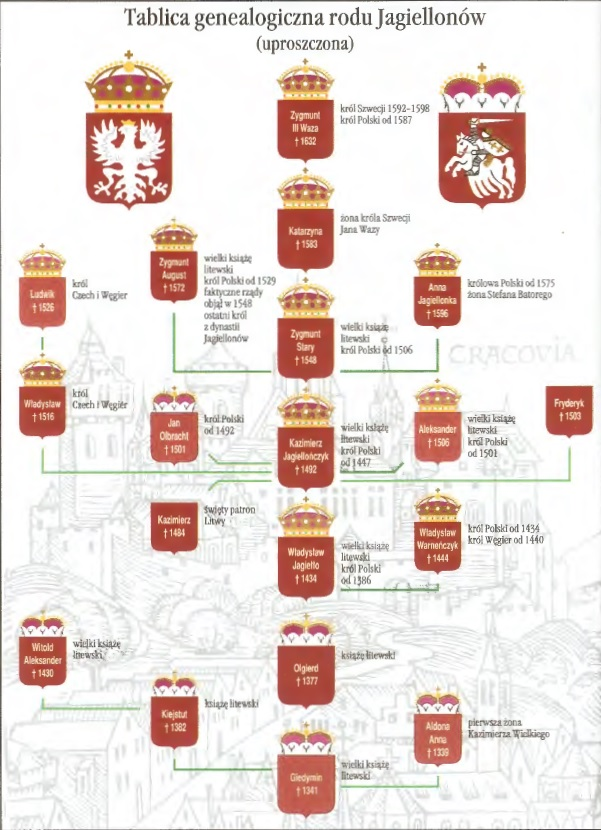 Tablica genealogiczna rodu Jagiellonów
(uproszczona)
Zygmunt
III Waza
† 1632
król Szwecji 1592-1598
król Polski od 1587
Katarzyna
† 1583
żona króla Szwecji
Jana Wazy
Ludwik
† 1526
król
Czech i Węgier
Zygmunt
August
† 1572
wielki książę
litewski
król Polski od 1529
faktyczne rządy
objął w 1548
ostatni król
z dynastii
Jagiellonów
Zygmunt
Stary
† 1548
wielki książę
litewski
król Polski od 1506
Anna
Jagiellonka
† 1596
królowa Polski od 1575
żona Stefana Batorego
CRACOVIA
Władysław
† 1516
król
Czech i Węgier
Jan
Olbracht
† 1501
król Polski
od 1492
Kazimierz
Jagiellończyk
† 1492
wielki książę
litewski
król Polski
od 1447
Aleksander
† 1506
wielki książę
litewski
król Polski
od 1501
Fryderyk
† 1503
Kazimierz
† 1484
święty patron
Litwy
Władysław
Jagiełło
† 1434
wielki książę
litewski
król Polski
od 1386
Władysław
Warneńczyk
† 1444
król Polski od 1434
król Węgier od 1440
Witold
Aleksander
† 1430
wielki książę
litewski
Olgierd
† 1377
książę litewski
Kiejstut
† 1382
książę litewski
Aldona
Anna
† 1339
pierwsza żona
Kazimierza Wielkiego
Giedymin
† 1341
wielki książę
litewski